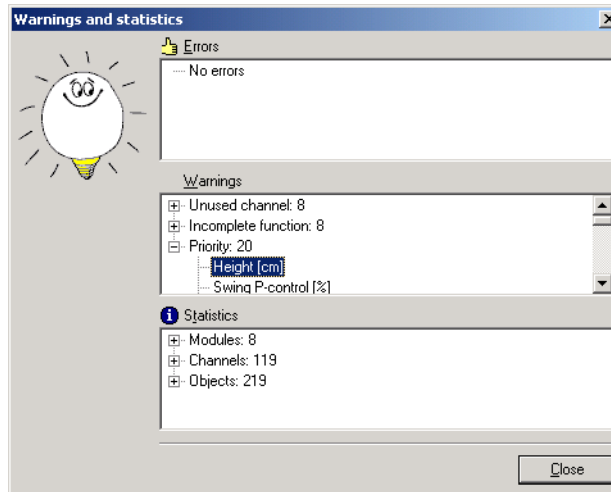 Warnings and statistics
Errors
No errors
Warnings
Unused channel: 8
Incomplete function: 8
Priority: 20
Height [cm]
Swing P-control [%]
Statistics
Modules: 8
Channels: 119
Objects: 219
Close